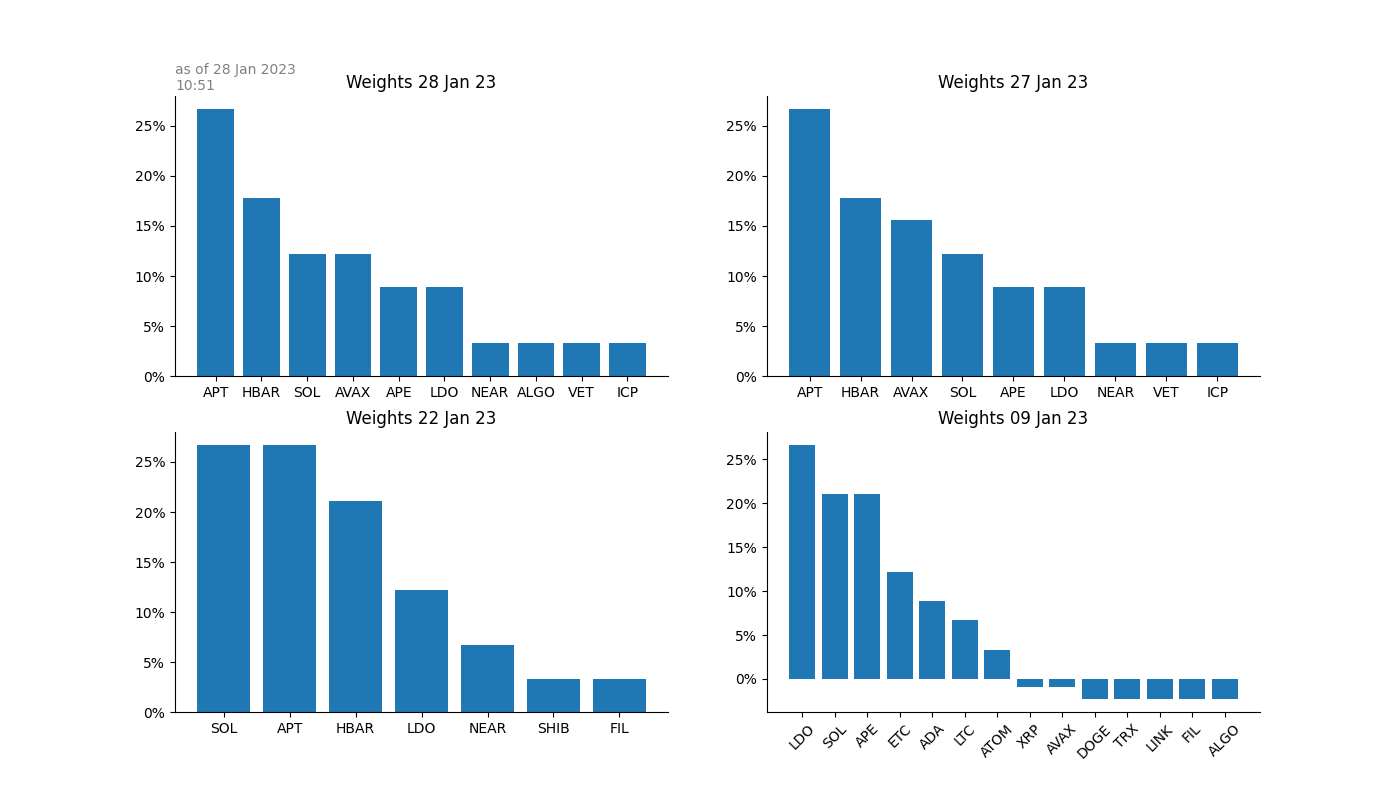 as of 28 Jan 2023
10:51
Weights 28 Jan 23
25%
20%
15%
10%
5%
0%
APT HBAR SOL AVAX APE LDO NEAR ALGO VET ICP
Weights 27 Jan 23
25%
20%
15%
10%
5%
0%
APT HBAR AVAX SOL APE LDO NEAR VET ICP
Weights 22 Jan 23
25%
20%
15%
10%
5%
0%
SOL APT HBAR LDO NEAR SHIB FIL
Weights 09 Jan 23
25%
20%
15%
10%
5%
0%
LDO SOL APE ETC ADA LTC ATOM XRP AVAX DOGE TRX LINK FIL ALGO